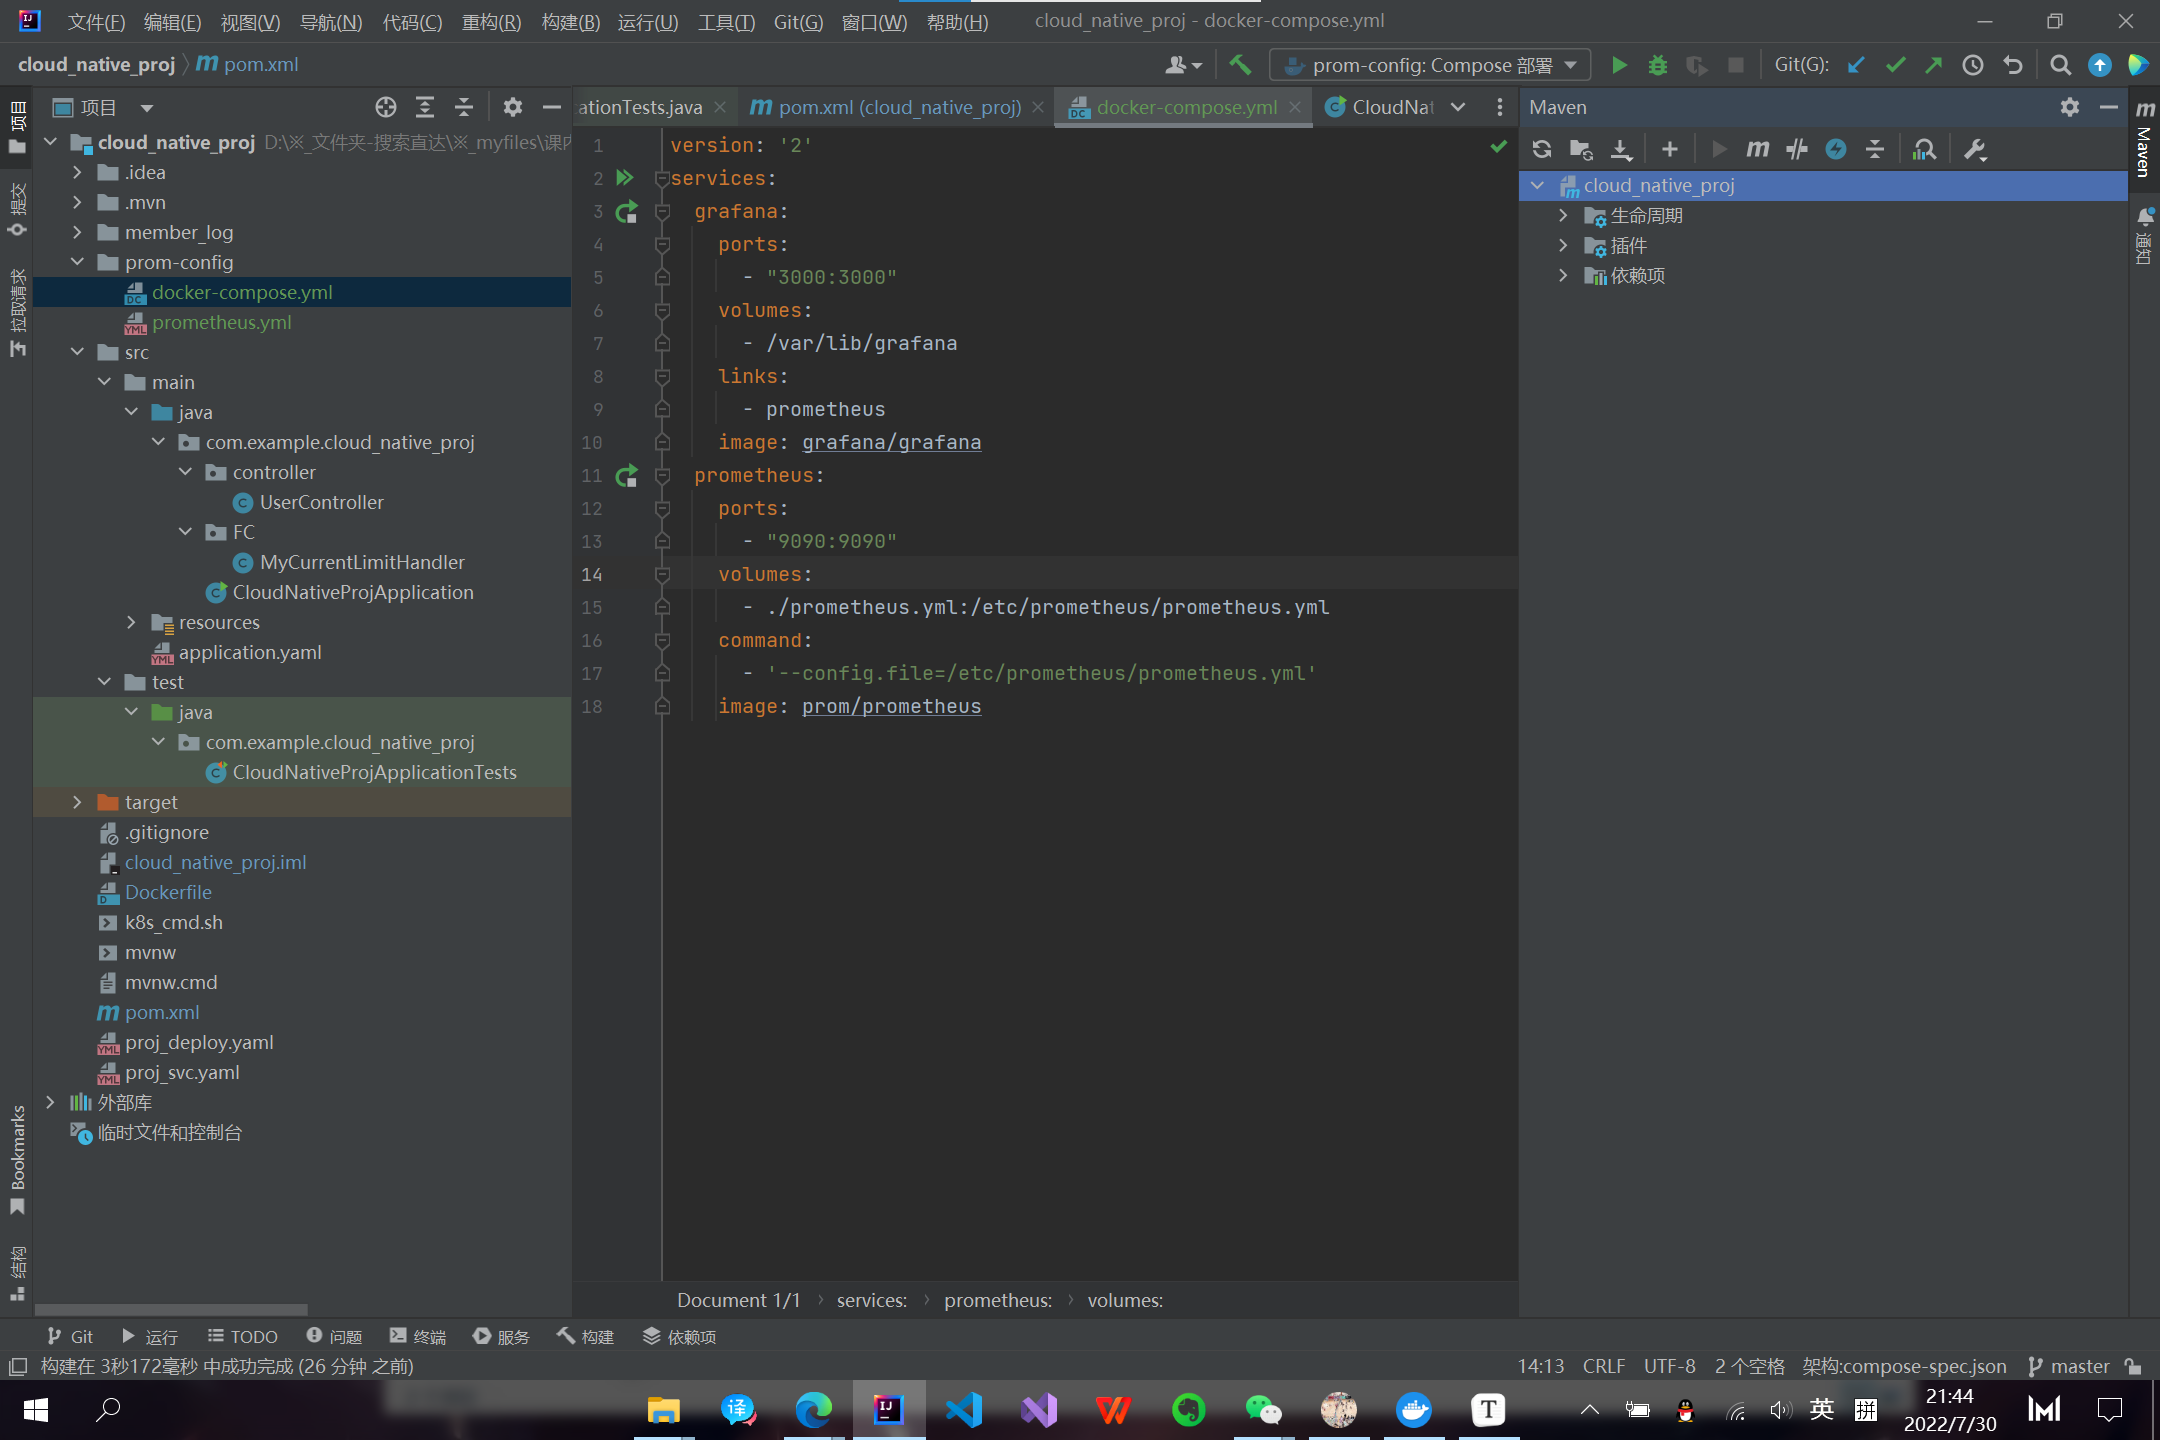 文件(F) 编辑(E) 视图(V) 导航(N) 代码(C) 重构(R) 构建(B) 运行(U) 工具(T) Git(G) 窗口(W) 帮助(H) cloud_native_proj - docker-compose.yml
cloud_native_proj pom.xml prom-config: Compose 部署 Git(G):
项目
提交
拉取请求
Bookmarks
结构
项目
cloud_native_proj D:\※_文件夹-搜索直达\※_myfiles\课内
.idea
.mvn
member_log
prom-config
docker-compose.yml
prometheus.yml
src
main
java
com.example.cloud_native_proj
controller
UserController
FC
MyCurrentLimitHandler
CloudNativeProjApplication
resources
application.yaml
test
java
com.example.cloud_native_proj
CloudNativeProjApplicationTests
target
.gitignore
cloud_native_proj.iml
Dockerfile
k8s_cmd.sh
mvnw
mvnw.cmd
pom.xml
proj_deploy.yaml
proj_svc.yaml
外部库
临时文件和控制台
ationTests.java pom.xml (cloud_native_proj) docker-compose.yml CloudNat
1 version: '2'
2 services:
3 grafana:
4 ports:
5 - "3000:3000"
6 volumes:
7 - /var/lib/grafana
8 links:
9 - prometheus
10 image: grafana/grafana
11 prometheus:
12 ports:
13 - "9090:9090"
14 volumes:
15 - ./prometheus.yml:/etc/prometheus/prometheus.yml
16 command:
17 - '--config.file=/etc/prometheus/prometheus.yml'
18 image: prom/prometheus
Document 1/1 › services: › prometheus: › volumes:
Maven
cloud_native_proj
生命周期
插件
依赖项
Maven
通知
Git 运行 TODO 问题 终端 服务 构建 依赖项
构建在 3秒172毫秒 中成功完成 (26 分钟 之前) 14:13 CRLF UTF-8 2 个空格 架构:compose-spec.json master
英 拼 21:44
2022/7/30